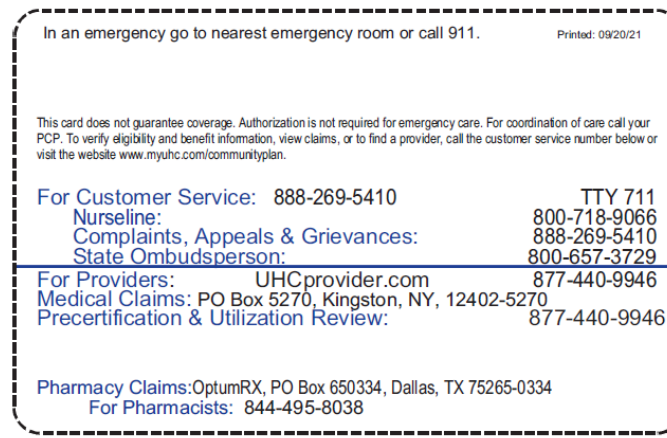 In an emergency go to nearest emergency room or call 911. Printed: 09/20/21
This card does not guarantee coverage. Authorization is not required for emergency care. For coordination of care call your
PCP. To verify eligibility and benefit information, view claims, or to find a provider, call the customer service number below or
visit the website www.myuhc.com/communityplan.
For Customer Service: 888-269-5410 TTY 711
Nurseline: 800-718-9066
Complaints, Appeals & Grievances: 888-269-5410
State Ombudsperson: 800-657-3729
For Providers: UHCprovider.com 877-440-9946
Medical Claims: PO Box 5270, Kingston, NY, 12402-5270
Precertification & Utilization Review: 877-440-9946
Pharmacy Claims:OptumRX, PO Box 650334, Dallas, TX 75265-0334
For Pharmacists: 844-495-8038